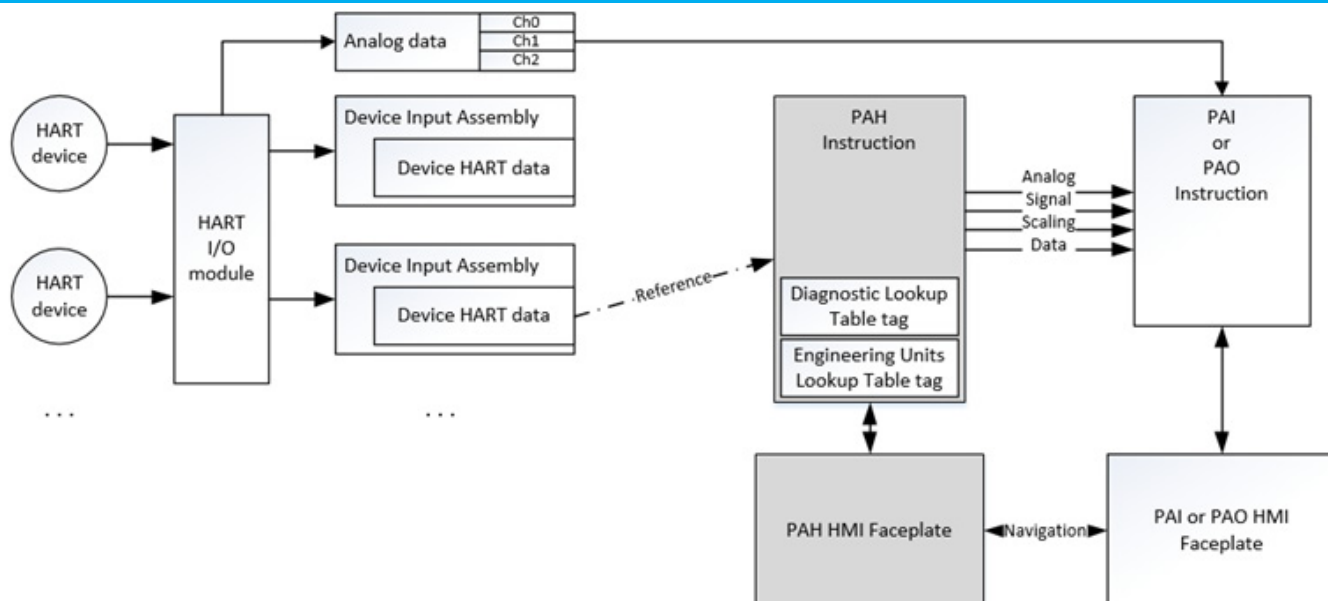 Analog data
Ch0
Ch1
Ch2
HART
device
HART
I/O
module
Device Input Assembly
Device HART data
HART
device
Device Input Assembly
Device HART data
Reference
...
...
PAH
Instruction
Diagnostic Lookup
Table tag
Engineering Units
Lookup Table tag
Analog
Signal
Scaling
Data
PAI
or
PAO
Instruction
PAH HMI Faceplate
Navigation
PAI or PAO HMI
Faceplate